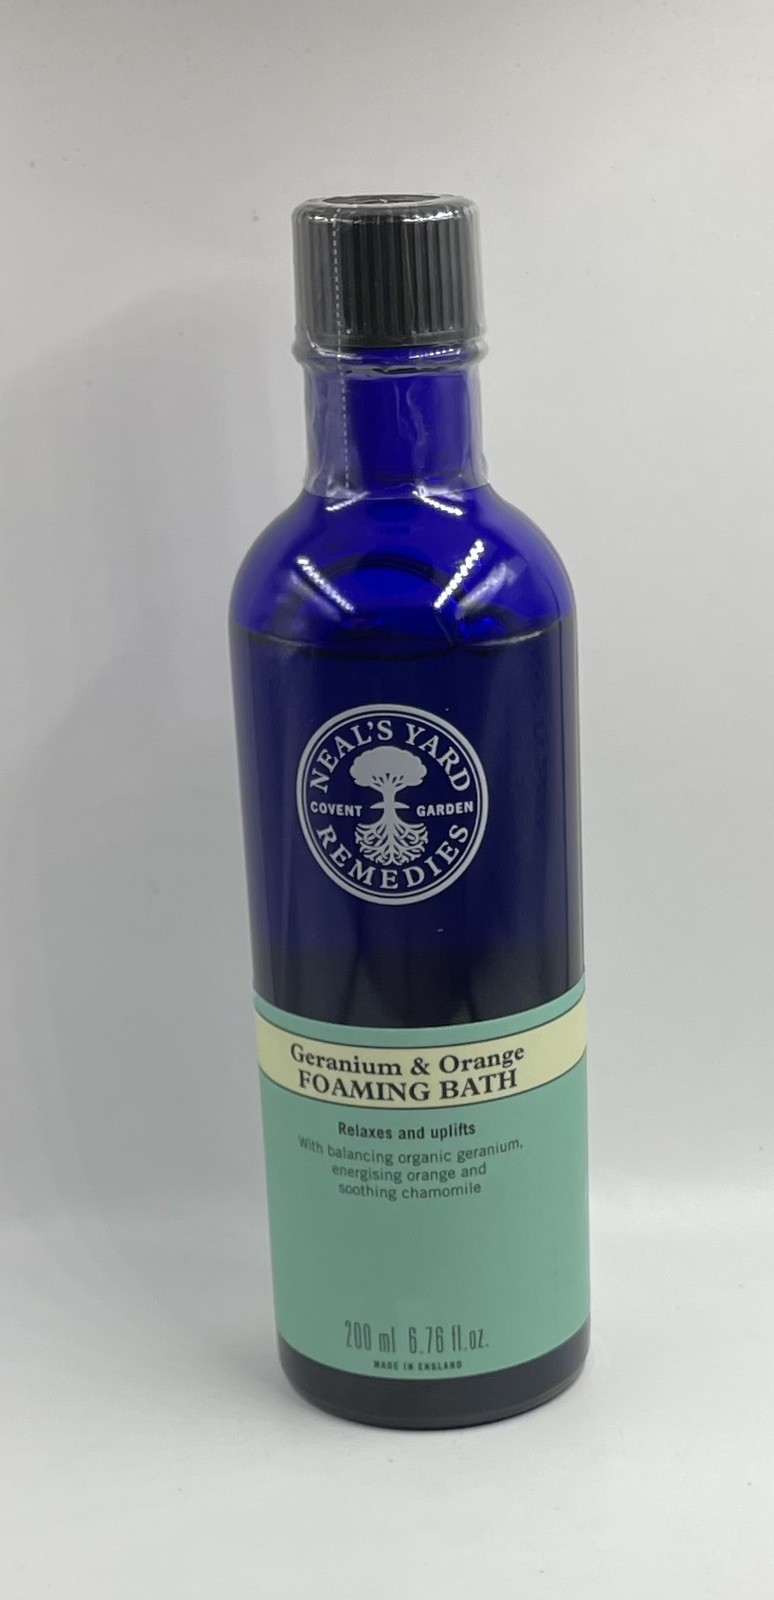 NEAL'S YARD
COVENT GARDEN
REMEDIES
Geranium & Orange
FOAMING BATH
Relaxes and uplifts
With balancing organic geranium,
energising orange and
soothing chamomile
200 ml 6.76 fl.oz.
MADE IN ENGLAND